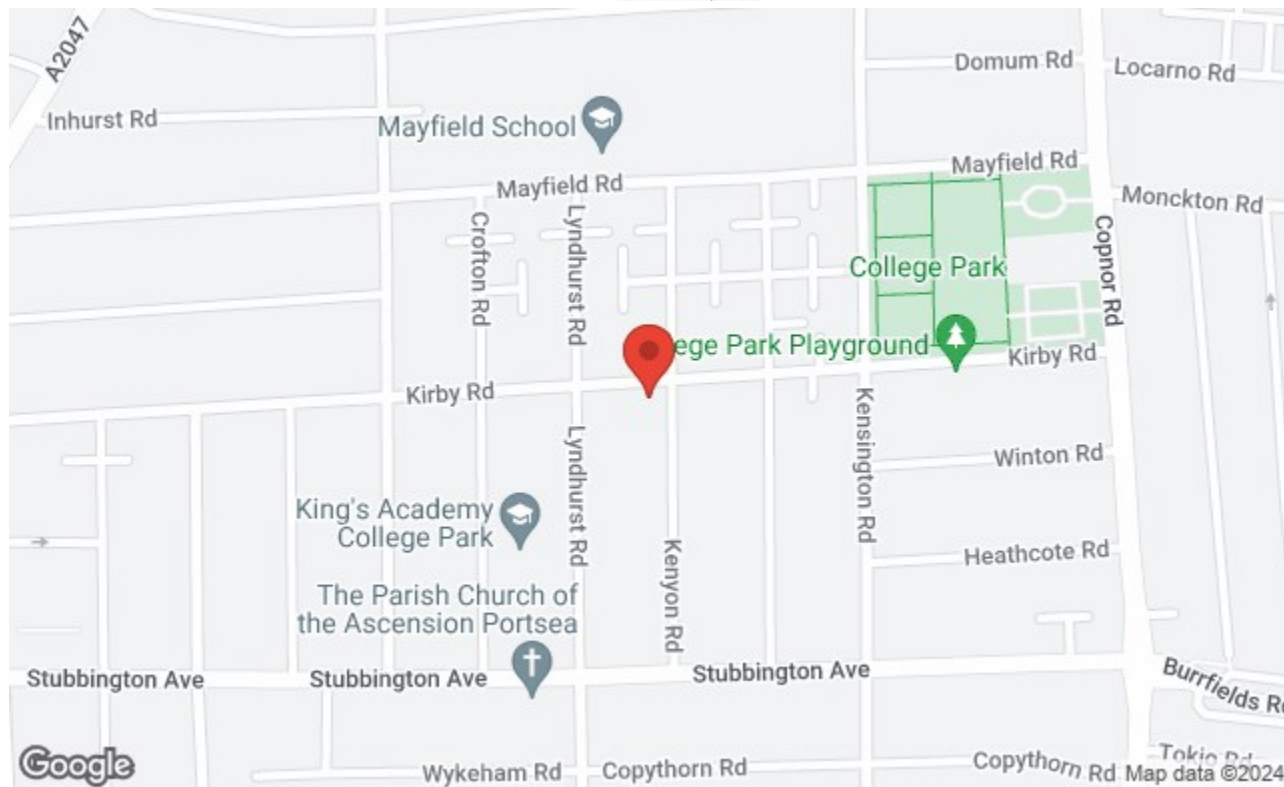 A2047
Domum Rd
Locarno Rd
Inhurst Rd
Mayfield School
Mayfield Rd
Mayfield Rd
Monckton Rd
Crofton Rd
Lyndhurst Rd
College Park
Copnor Rd
ege Park Playground
Kirby Rd
Kirby Rd
Kensington Rd
Lyndhurst Rd
Winton Rd
King's Academy
College Park
Kenyon Rd
Heathcote Rd
The Parish Church of
the Ascension Portsea
Stubbington Ave
Stubbington Ave
Stubbington Ave
Burrfields Rd
Google
Wykeham Rd
Copythorn Rd
Copythorn Rd
Tokio Rd
Map data ©2024